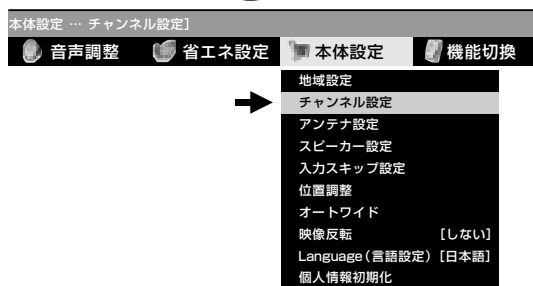 本体設定 … チャンネル設定]
音声調整 省エネ設定 本体設定 機能切換
地域設定
チャンネル設定
アンテナ設定
スピーカー設定
入力スキップ設定
位置調整
オートワイド
映像反転 [しない]
Language(言語設定) [日本語]
個人情報初期化